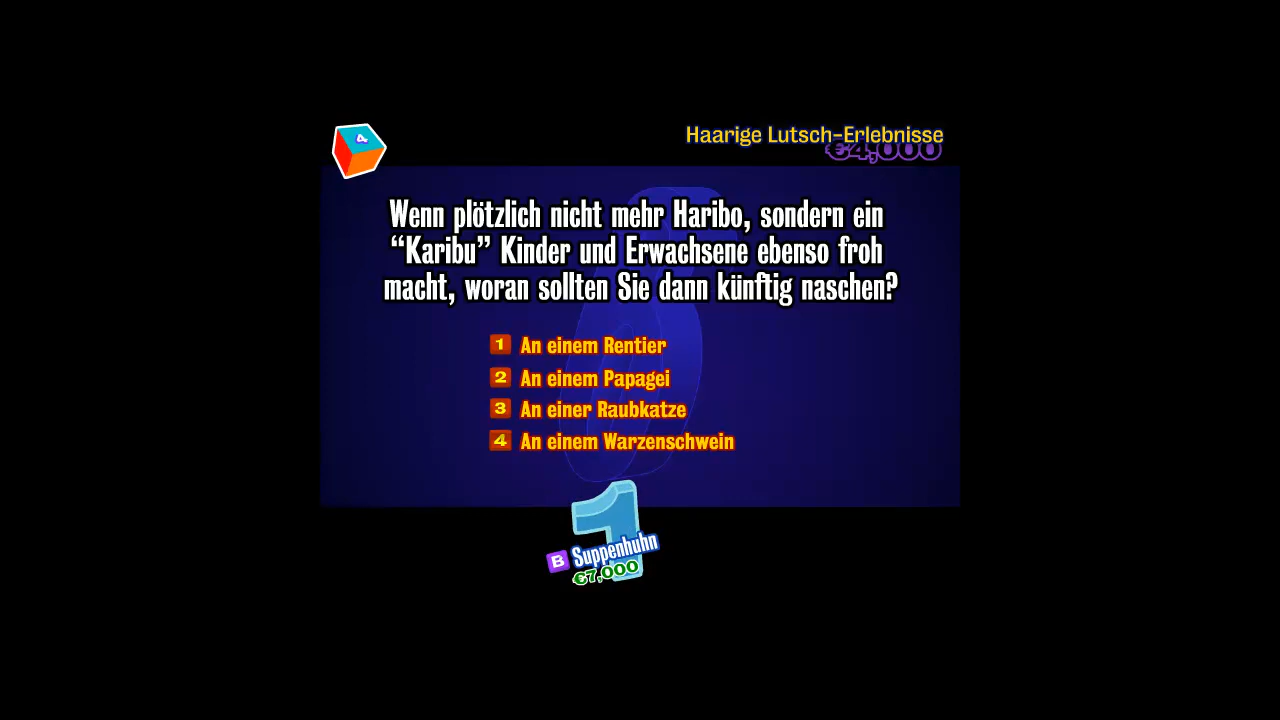 4
Haarige Lutsch-Erlebnisse
€4,000
Wenn plötzlich nicht mehr Haribo, sondern ein
“Karibu” Kinder und Erwachsene ebenso froh
macht, woran sollten Sie dann künftig naschen?
1 An einem Rentier
2 An einem Papagei
3 An einer Raubkatze
4 An einem Warzenschwein
1
B Suppenhuhn
€7,000